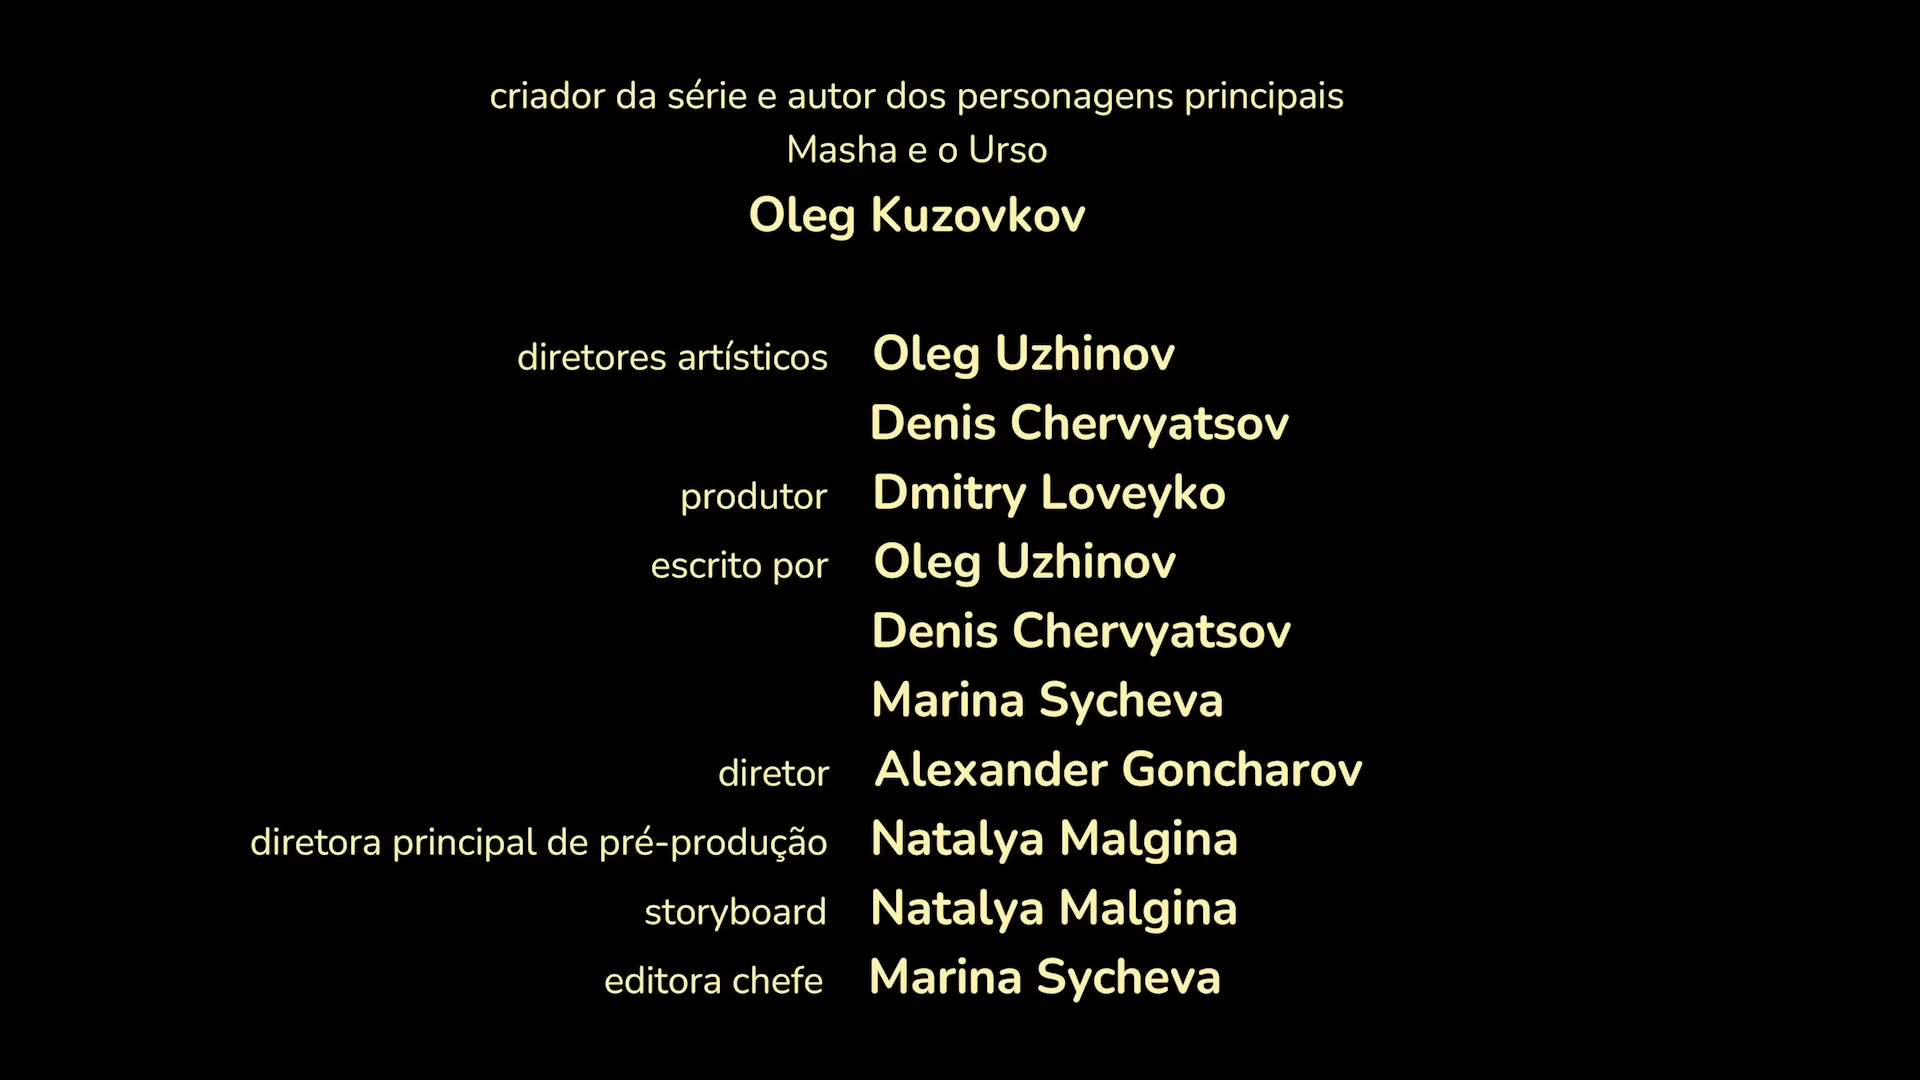 criador da série e autor dos personagens principais
Masha e o Urso
Oleg Kuzovkov
diretores artísticos Oleg Uzhinov
Denis Chervyatsov
produtor Dmitry Loveyko
escrito por Oleg Uzhinov
Denis Chervyatsov
Marina Sycheva
diretor Alexander Goncharov
diretora principal de pré-produção Natalya Malgina
storyboard Natalya Malgina
editora chefe Marina Sycheva